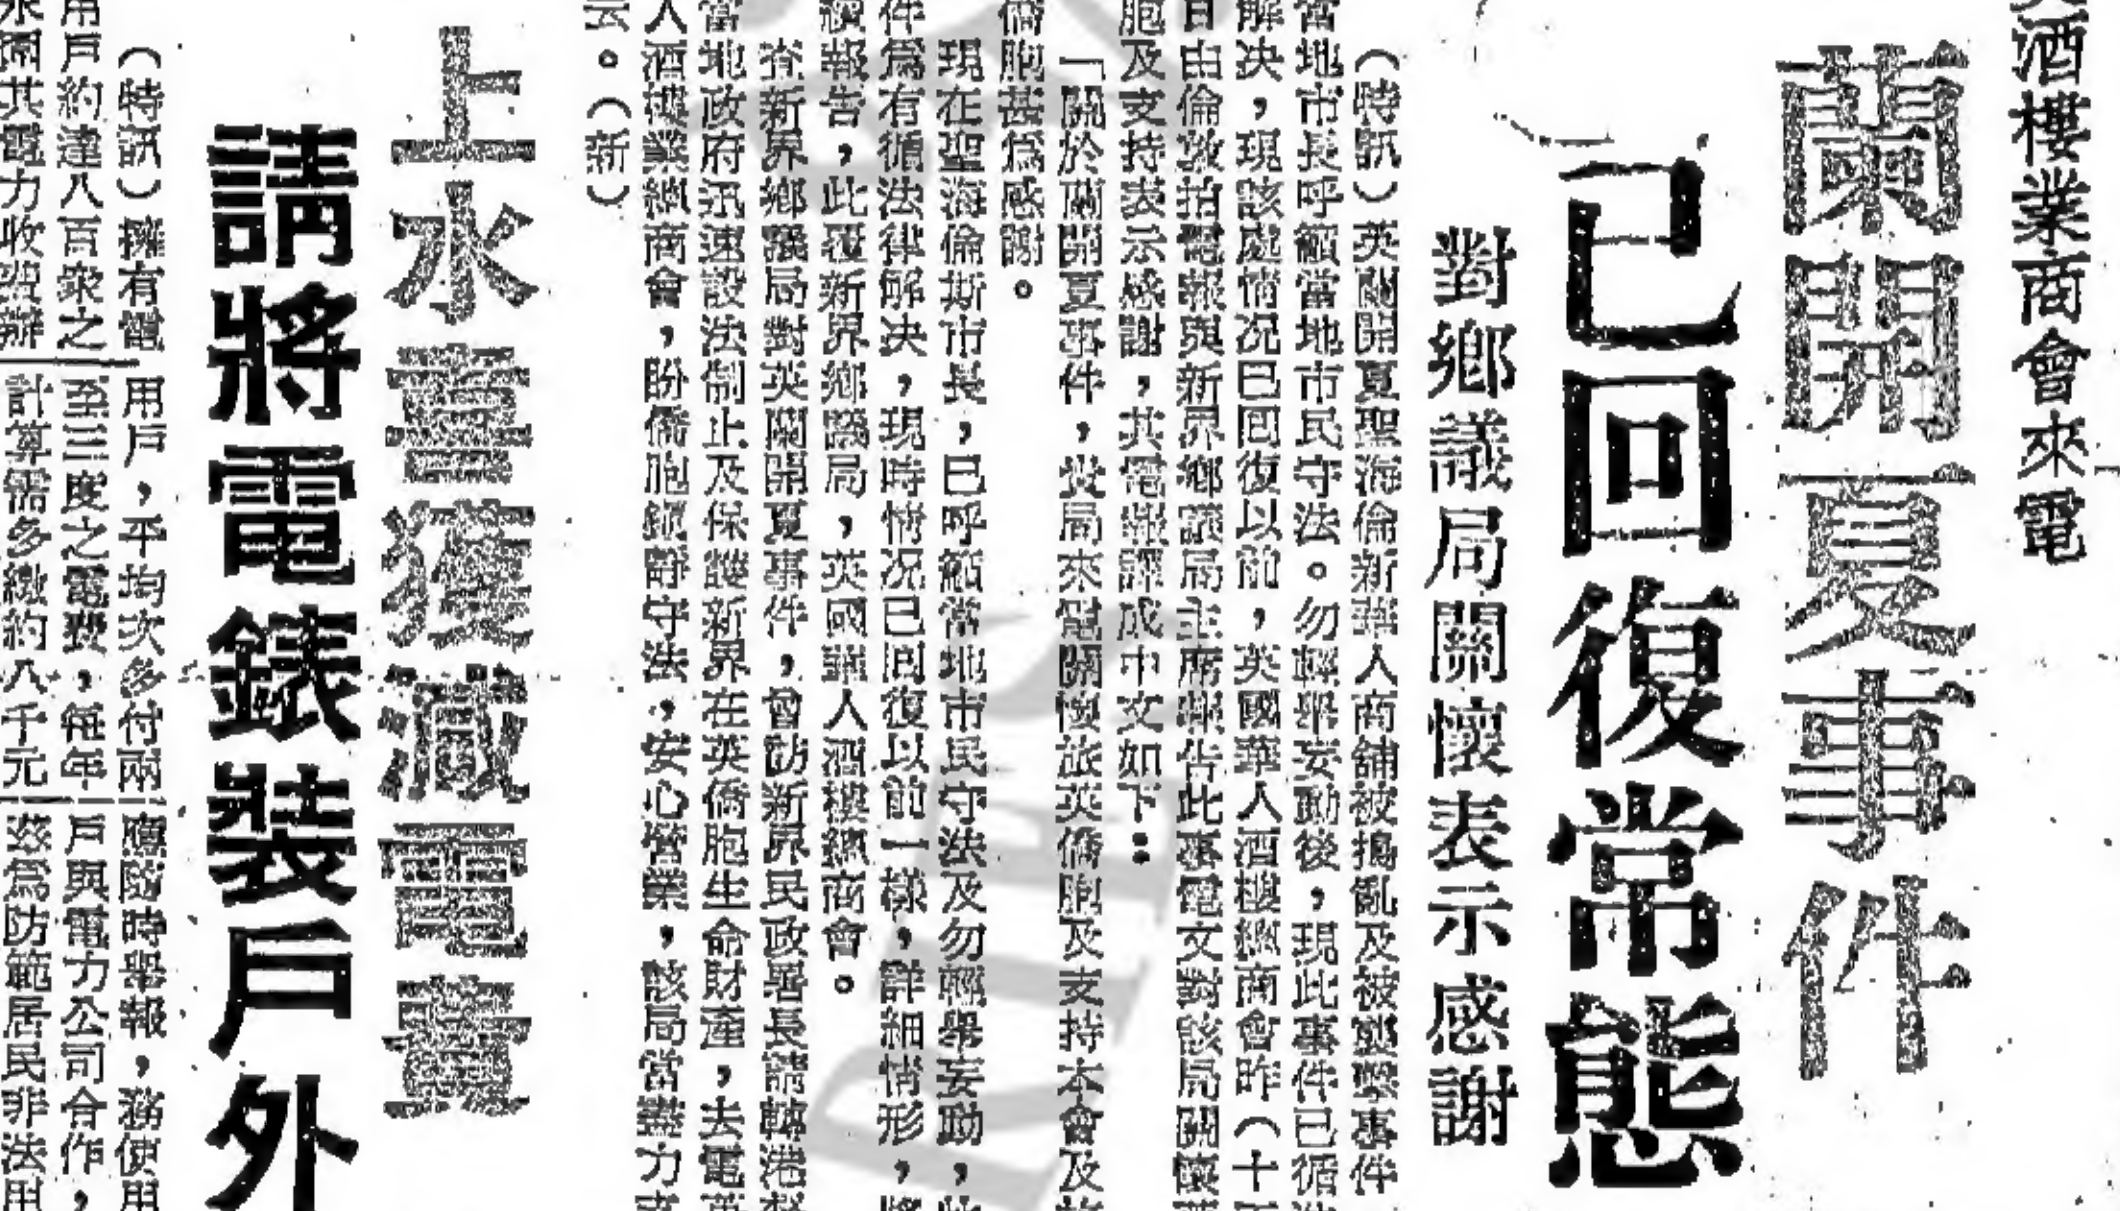 酒樓業商會來電
蘭開夏事件
已回復常態
對鄉議局關懷表示感謝
(特訊)英蘭開夏聖海倫新華人商舖被搗亂及被襲擊事件
當地市長呼籲當地市民守法。勿輕舉妄動後,現此事件已循
解決,現該處情況已回復以前,英國華人酒樓總商會昨(十
日由倫敦拍電報與新界鄉議局主席報告此事電文對該局關懷
胞及支持表示感謝,其電報譯成中文如下:
「關於蘭開夏事件,貴局來電關懷旅英僑胞及支持本會及
僑胞甚為感謝。
現在聖海倫斯市長,已呼籲當地市民守法及勿輕舉妄動,
件為有循法律解決,現時情況已回復以前一樣,詳細情形,
續報告,此覆新界鄉議局,英國華人酒樓總商會。
查新界鄉議局對英蘭開夏事件,曾訪新界民政署長請轉港督
當地政府迅速設法制止及保護新界在英僑胞生命財產,去電英
人酒樓業總商會,盼僑胞鎮靜守法,安心營業,該局當盡力支
云。(新)
上水書獲減電費
請將電錶裝戶外
(特訊)擁有電
用戶約達八百眾之
其電力收費辦
用戶,平均次多付兩
至三度之電費,每年
計算需多繳約八千元
應隨時舉報,務使用
戶與電力公司合作,
茲為防範居民非法用